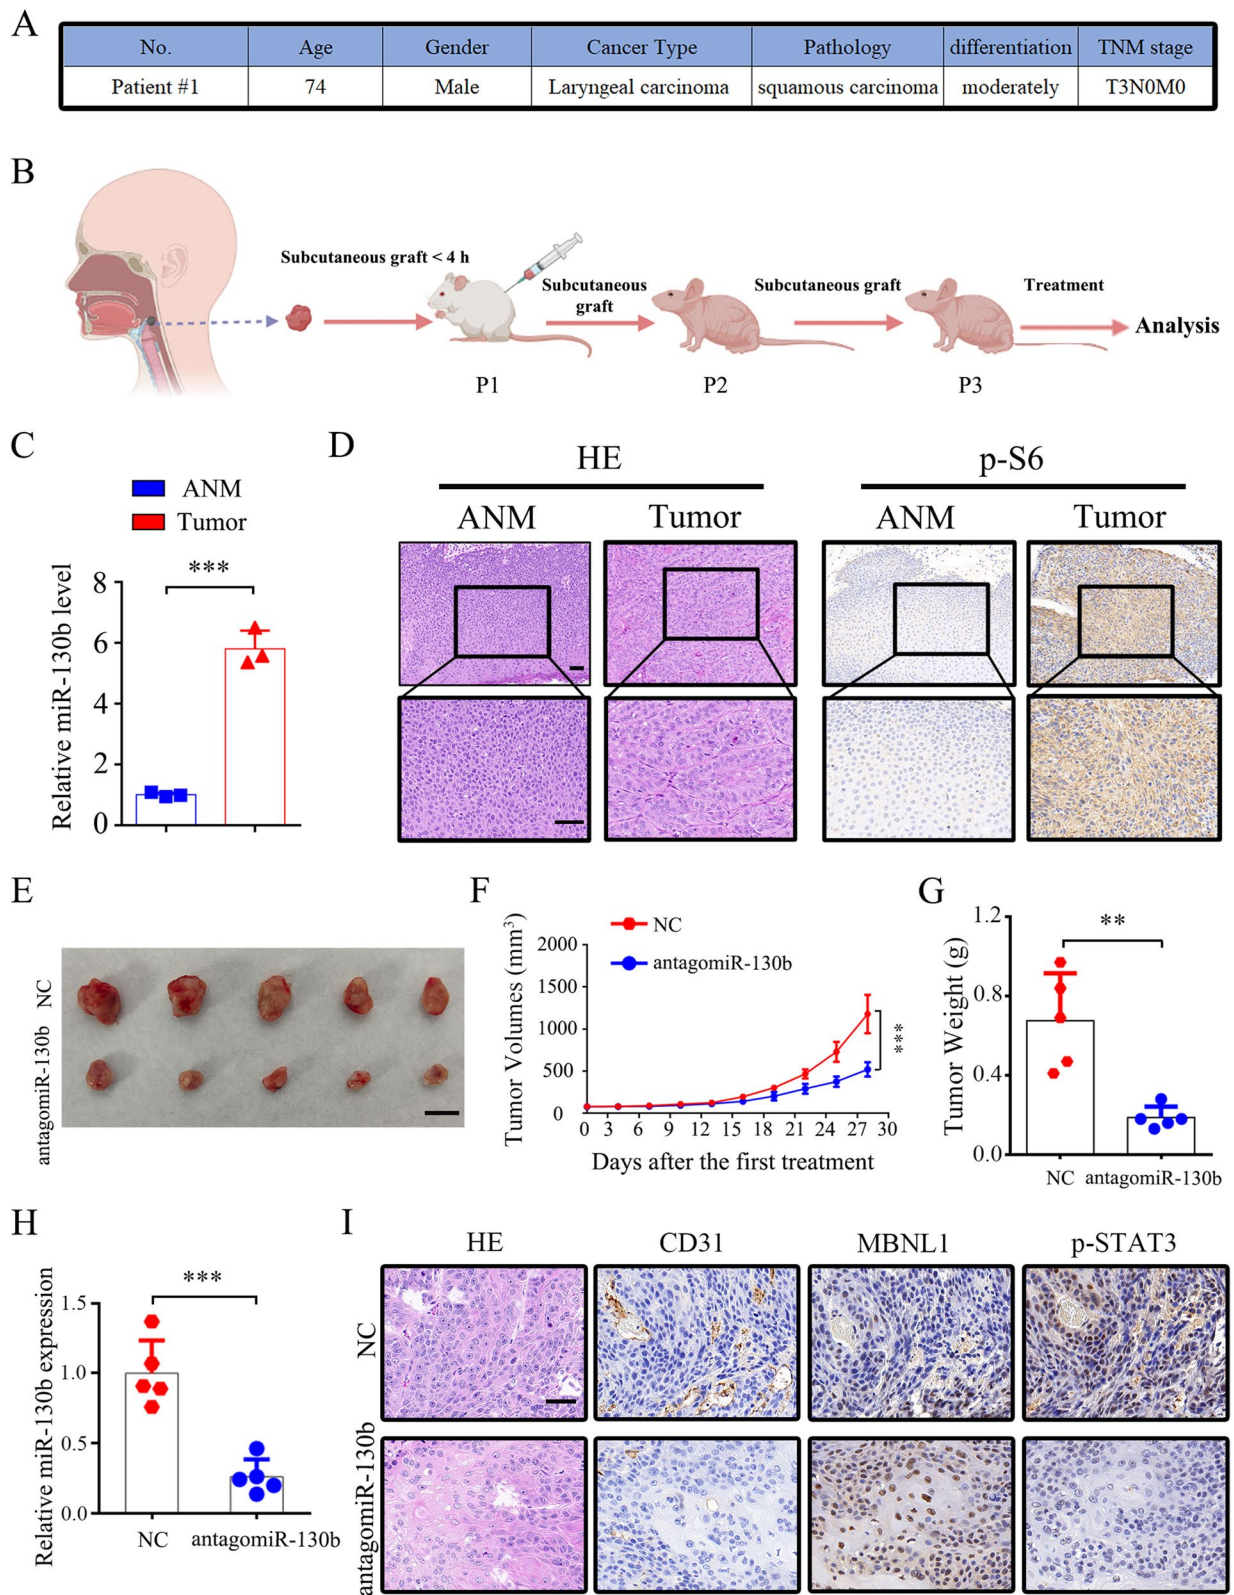 A
No. Age Gender Cancer Type Pathology differentiation TNM stage
Patient #1 74 Male Laryngeal carcinoma squamous carcinoma moderately T3N0M0
B
Subcutaneous graft < 4 h
Subcutaneous
graft
Subcutaneous graft
Treatment
Analysis
P1
P2
P3
C
ANM
Tumor
***
Relative miR-130b level
8
6
4
2
0
D
HE
p-S6
ANM
Tumor
ANM
Tumor
E
NC
antagomiR-130b
F
NC
antagomiR-130b
Tumor Volumes (mm³)
2000
1500
1000
500
0
***
0 3 6 9 12 15 18 21 24 27 30
Days after the first treatment
G
Tumor Weight (g)
1.2
0.8
0.4
0.0
**
NC
antagomiR-130b
H
Relative miR-130b expression
1.5
1.0
0.5
0.0
***
NC
antagomiR-130b
I
HE
CD31
MBNL1
p-STAT3
NC
antagomiR-130b